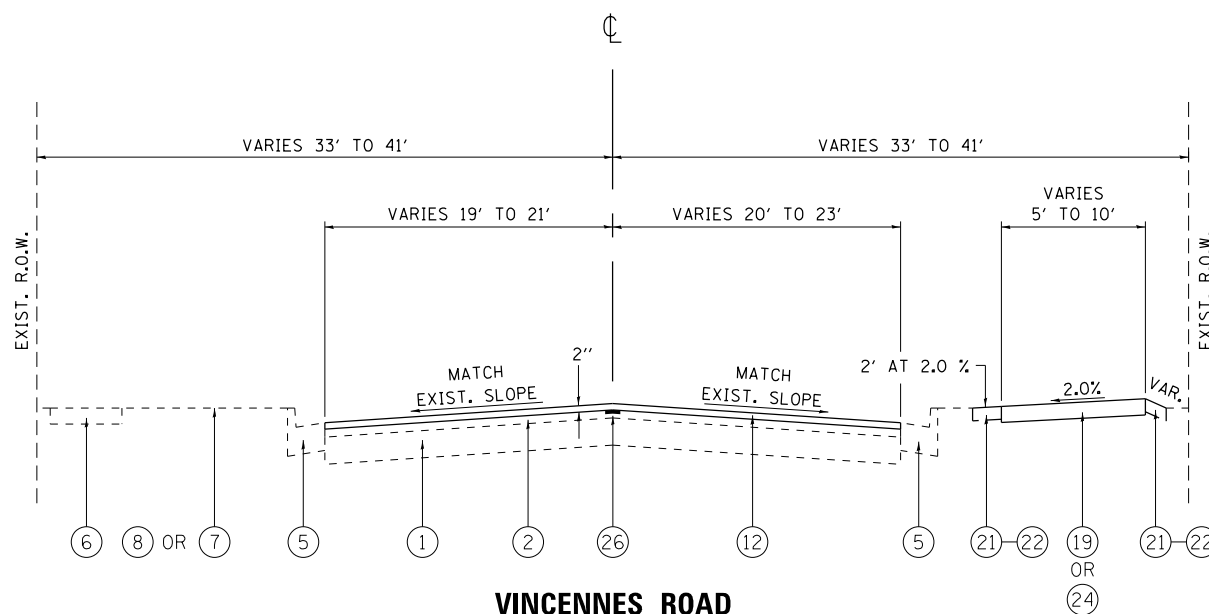 ℄
VARIES 33' TO 41'
VARIES 33' TO 41'
VARIES
5' TO 10'
VARIES 19' TO 21'
VARIES 20' TO 23'
EXIST. R.O.W.
EXIST. R.O.W.
2''
MATCH
EXIST. SLOPE
MATCH
EXIST. SLOPE
2' AT 2.0 %
2.0%
VAR.
6 8 OR 7 5 1 2 26 12 5 21 22 19 21 22
OR
24
VINCENNES ROAD